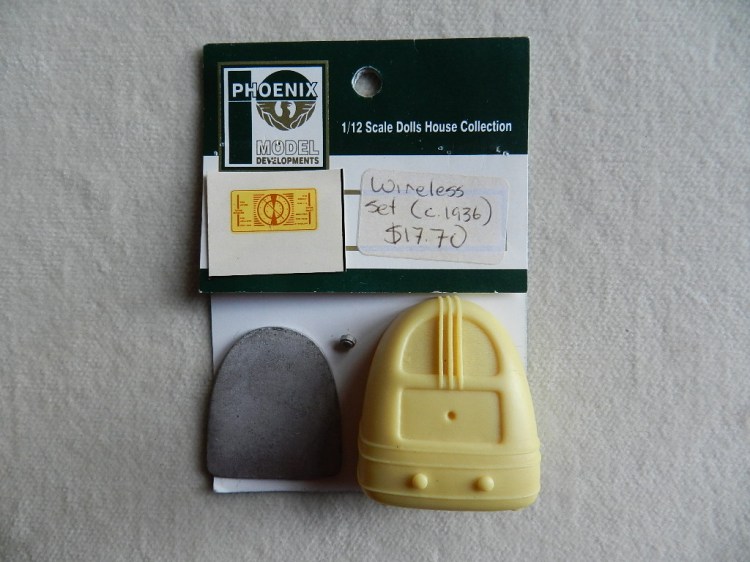 PHOENIX
MODEL
DEVELOPMENTS
1/12 Scale Dolls House Collection
Wireless
Set (c.1936)
$17.70